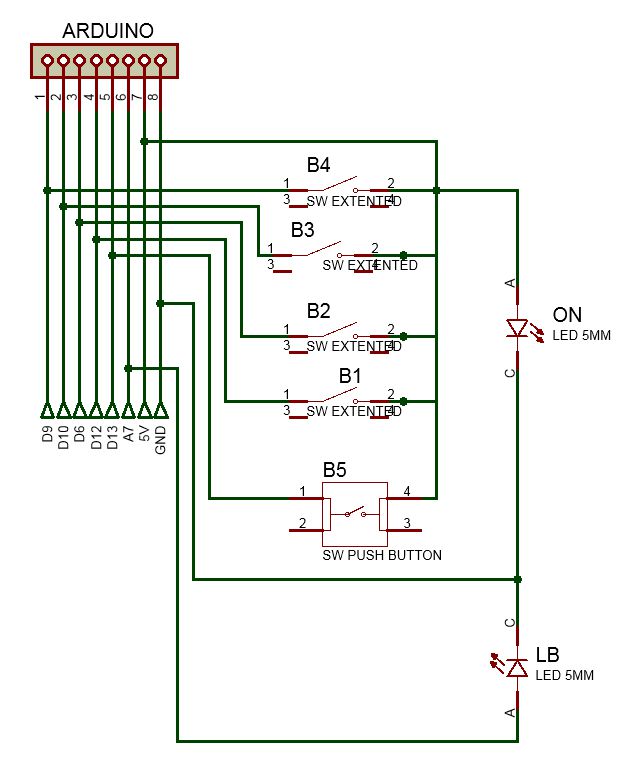 ARDUINO
1 2 3 4 5 6 7 8
B4
1 2
3 SW EXTENTED 4
B3
1 2
3 SW EXTENTED 4
A
ON
LED 5MM
B2
1 2
3 SW EXTENTED 4
C
B1
1 2
3 SW EXTENTED 4
D9 D10 D6 D12 D13 A7 5V GND
B5
1 4
2 3
SW PUSH BUTTON
C
LB
LED 5MM
A